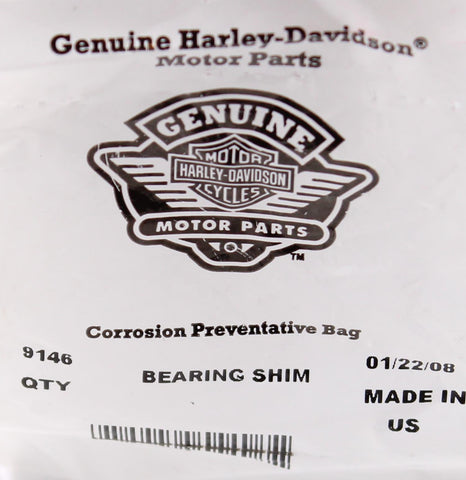 Genuine Harley-Davidson®
Motor Parts
GENUINE
MOTOR
HARLEY-DAVIDSON
CYCLES
MOTOR PARTS
TM
Corrosion Preventative Bag
9146 BEARING SHIM 01/22/08
QTY MADE IN
US